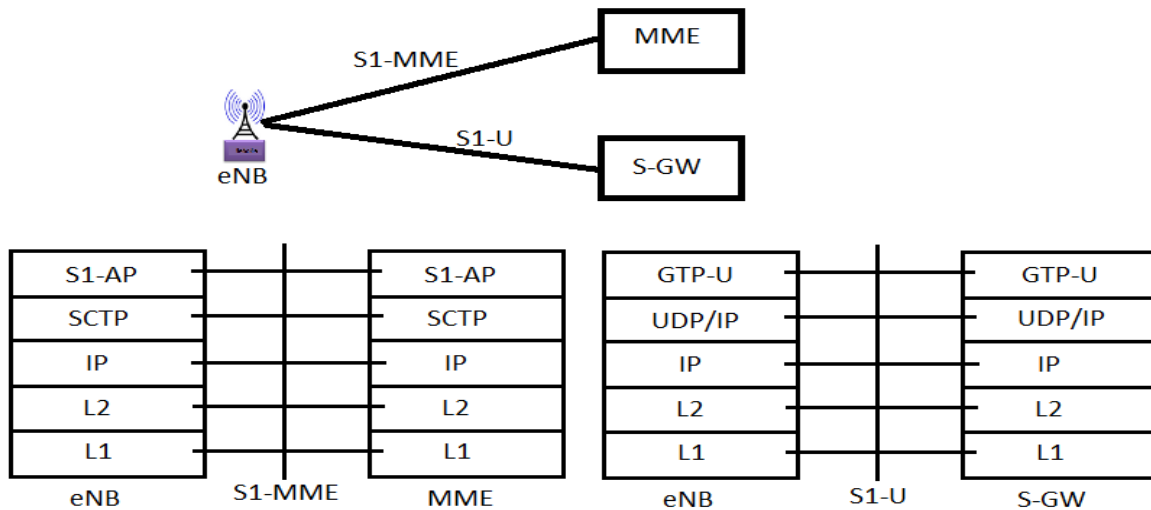 MME
S1-MME
S1-U
S-GW
eNB
S1-AP
SCTP
IP
L2
L1
eNB
S1-MME
S1-AP
SCTP
IP
L2
L1
MME
GTP-U
UDP/IP
IP
L2
L1
eNB
S1-U
GTP-U
UDP/IP
IP
L2
L1
S-GW